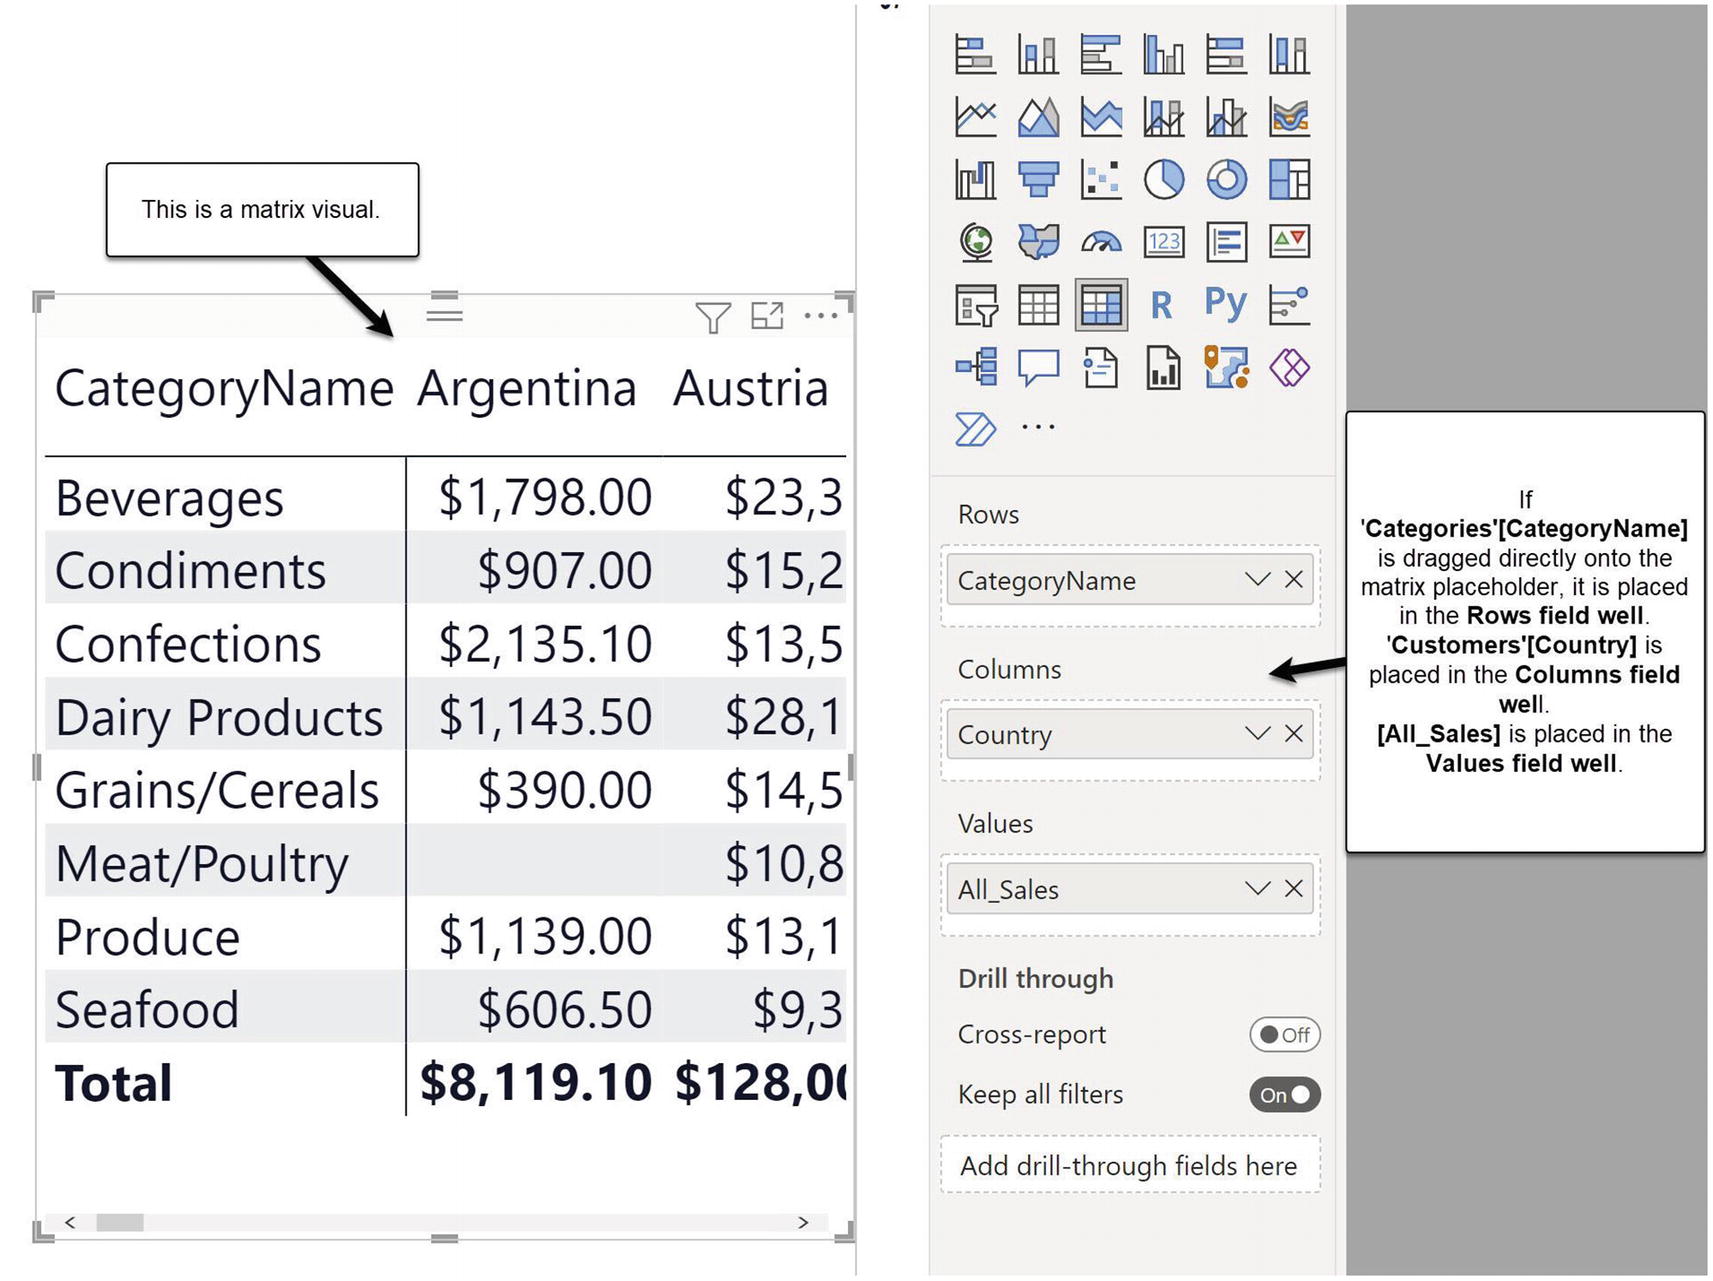 This is a matrix visual.
CategoryName Argentina Austria
Beverages $1,798.00 $23,3
Condiments $907.00 $15,2
Confections $2,135.10 $13,5
Dairy Products $1,143.50 $28,1
Grains/Cereals $390.00 $14,5
Meat/Poultry $10,8
Produce $1,139.00 $13,1
Seafood $606.50 $9,3
Total $8,119.10 $128,00
123
R Py
Rows
CategoryName
Columns
Country
Values
All_Sales
Drill through
Cross-report Off
Keep all filters On
Add drill-through fields here
If
'Categories'[CategoryName]
is dragged directly onto the
matrix placeholder, it is placed
in the Rows field well.
'Customers'[Country] is
placed in the Columns field
well.
[All_Sales] is placed in the
Values field well.